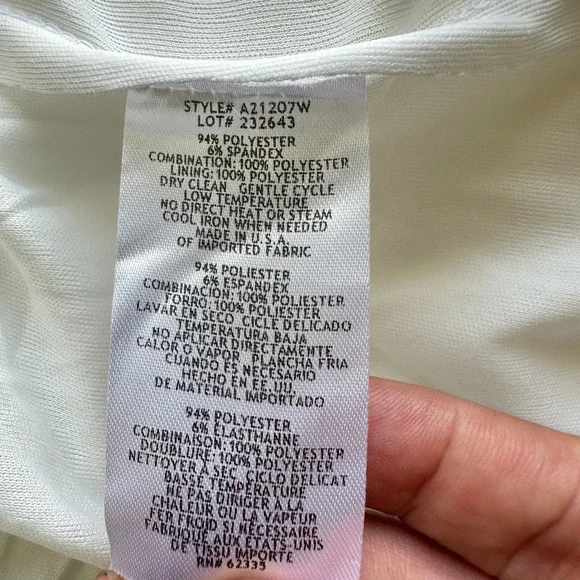 STYLE# A21207W
LOT# 232643
94% POLYESTER
6% SPANDEX
COMBINATION: 100% POLYESTER
LINING: 100% POLYESTER
DRY CLEAN GENTLE CYCLE
LOW TEMPERATURE
NO DIRECT HEAT OR STEAM
COOL IRON WHEN NEEDED
MADE IN U.S.A.
OF IMPORTED FABRIC
94% POLIESTER
6% ESPANDEX
COMBINACION: 100% POLIESTER
FORRO: 100% POLIESTER
LAVAR EN SECO CICLE DELICADO
TEMPERATURA BAJA
NO APLICAR DIRECTAMENTE
CALOR O VAPOR, PLANCHA FRIA
CUANDO ES NECESARIO
HECHO EN EE.UU.
DE MATERIAL IMPORTADO
94% POLYESTER
6% ELASTHANNE
COMBINAISON: 100% POLYESTER
DOUBLURE: 100% POLYESTER
NETTOYER A SEC, CICLO DELICAT
BASSE TEMPERATURE
NE PAS DIRIGER À LA
CHALEUR OU LA VAPEUR
FER FROID SI NÉCESSAIRE
FABRIQUÉ AUX ÉTATS. UNIS
DE TISSU IMPORTE
RN# 62335